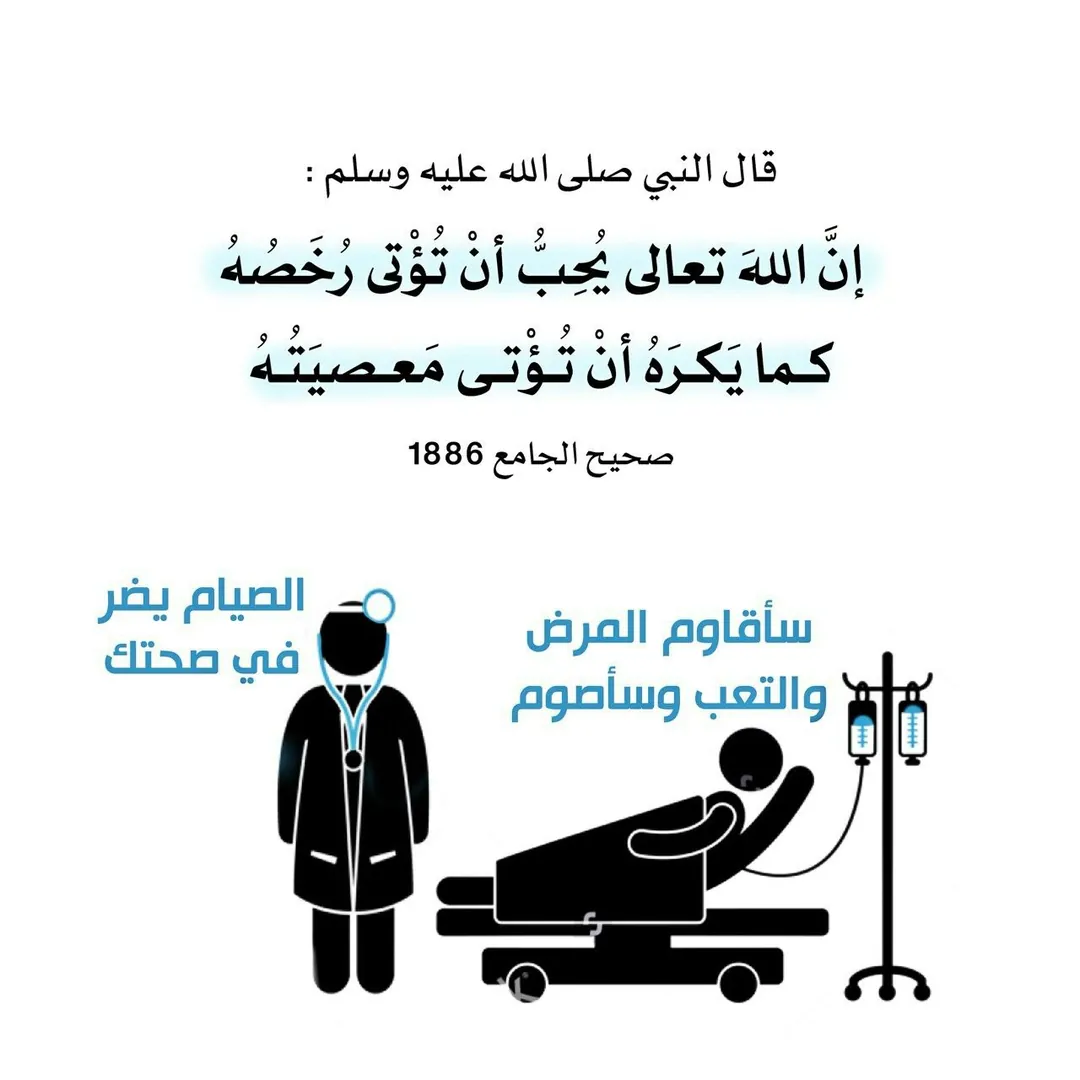 قال النبي صلى الله عليه وسلم :
إنَّ اللهَ تعالى يُحِبُّ أنْ تُؤْتى رُخَصُهُ
كما يَكرَهُ أنْ تُؤْتى مَعصيَتُهُ
صحيح الجامع 1886
سأقاوم المرض
والتعب وسأصوم
الصيام يضر
في صحتك